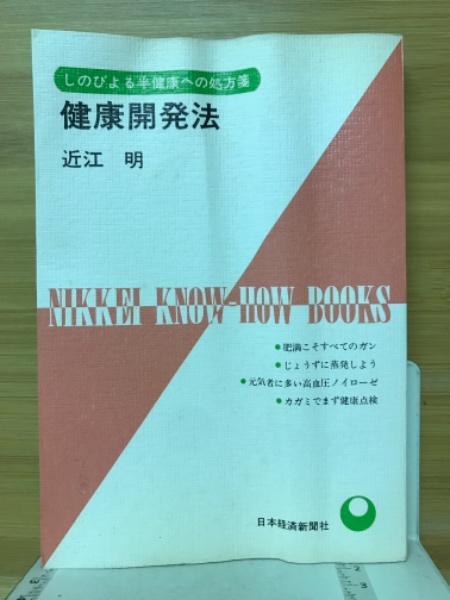 しのびよる半健康への処方箋
健康開発法
近江 明
NIKKEI KNOW-HOW BOOKS
●肥満こそすべてのガン
●じょうずに蒸発しよう
●元気者に多い高血圧ノイローゼ
●カガミでまず健康点検
日本経済新聞社
2
3